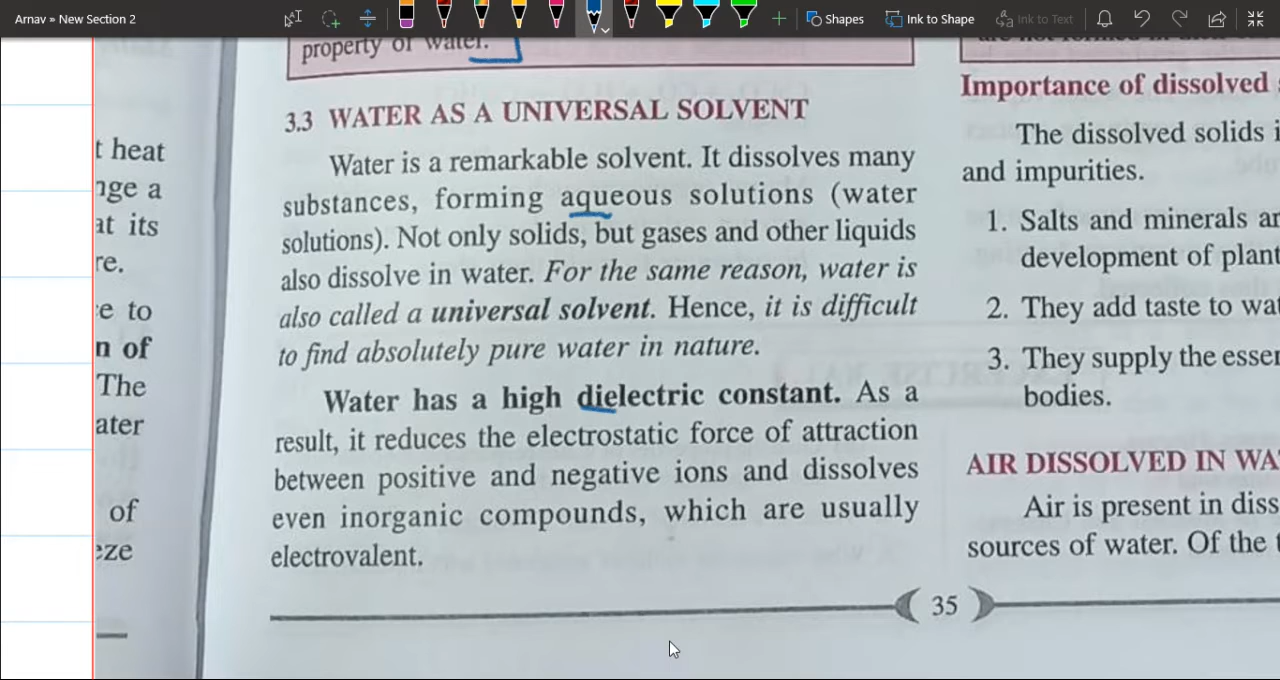 Arnav » New Section 2
Shapes
Ink to Shape
Ink to Text
property of water.
t heat
nge a
at its
re.
e to
n of
The
ater
of
eze
3.3 WATER AS A UNIVERSAL SOLVENT
Water is a remarkable solvent. It dissolves many
substances, forming aqueous solutions (water
solutions). Not only solids, but gases and other liquids
also dissolve in water. For the same reason, water is
also called a universal solvent. Hence, it is difficult
to find absolutely pure water in nature.
Water has a high dielectric constant. As a
result, it reduces the electrostatic force of attraction
between positive and negative ions and dissolves
even inorganic compounds, which are usually
electrovalent.
35
Importance of dissolved
The dissolved solids i
and impurities.
1. Salts and minerals ar
development of plant
2. They add taste to wat
3. They supply the essen
bodies.
AIR DISSOLVED IN WA
Air is present in diss
sources of water. Of the t